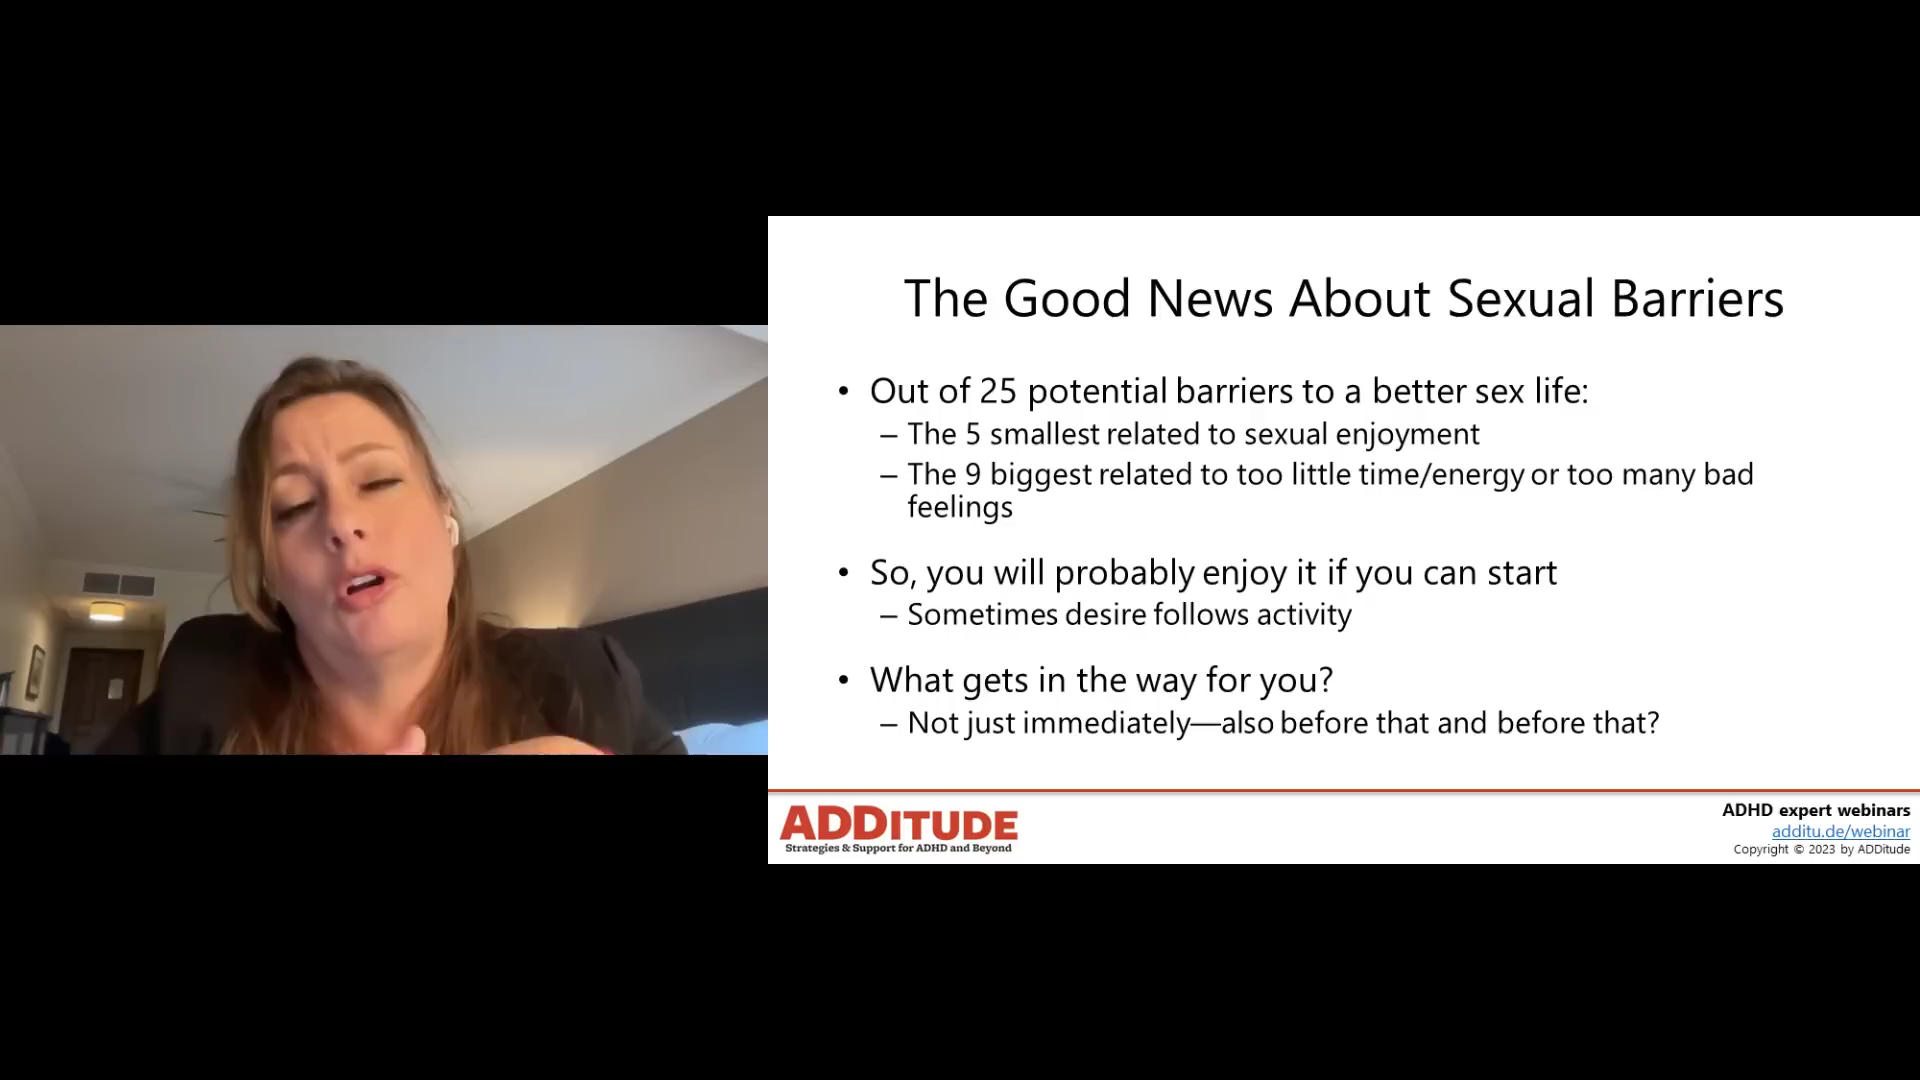 The Good News About Sexual Barriers
• Out of 25 potential barriers to a better sex life:
– The 5 smallest related to sexual enjoyment
– The 9 biggest related to too little time/energy or too many bad
feelings
• So, you will probably enjoy it if you can start
– Sometimes desire follows activity
• What gets in the way for you?
– Not just immediately—also before that and before that?
ADDITUDE
Strategies & Support for ADHD and Beyond
ADHD expert webinars
additu.de/webinar
Copyright © 2023 by ADDitude